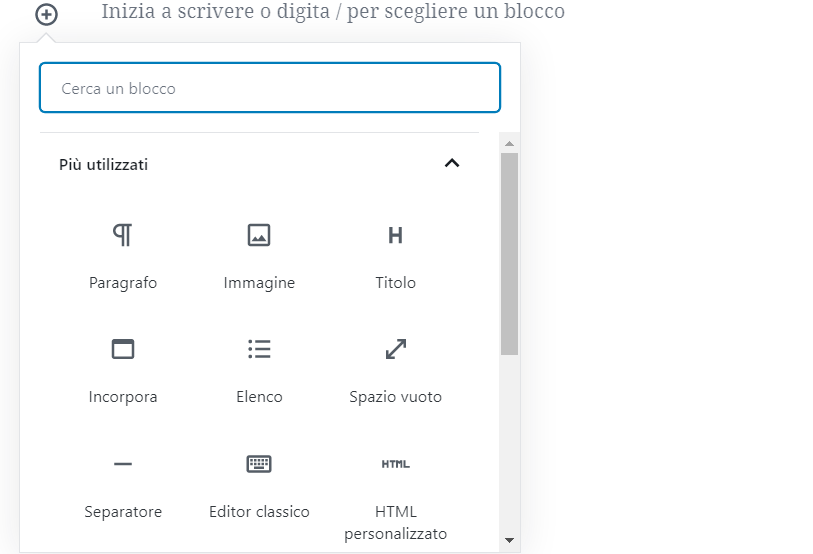 Inizia a scrivere o digita / per scegliere un blocco
Cerca un blocco
Più utilizzati
H
Paragrafo
Immagine
Titolo
Incorpora
Elenco
Spazio vuoto
HTML
Separatore
Editor classico
HTML
personalizzato